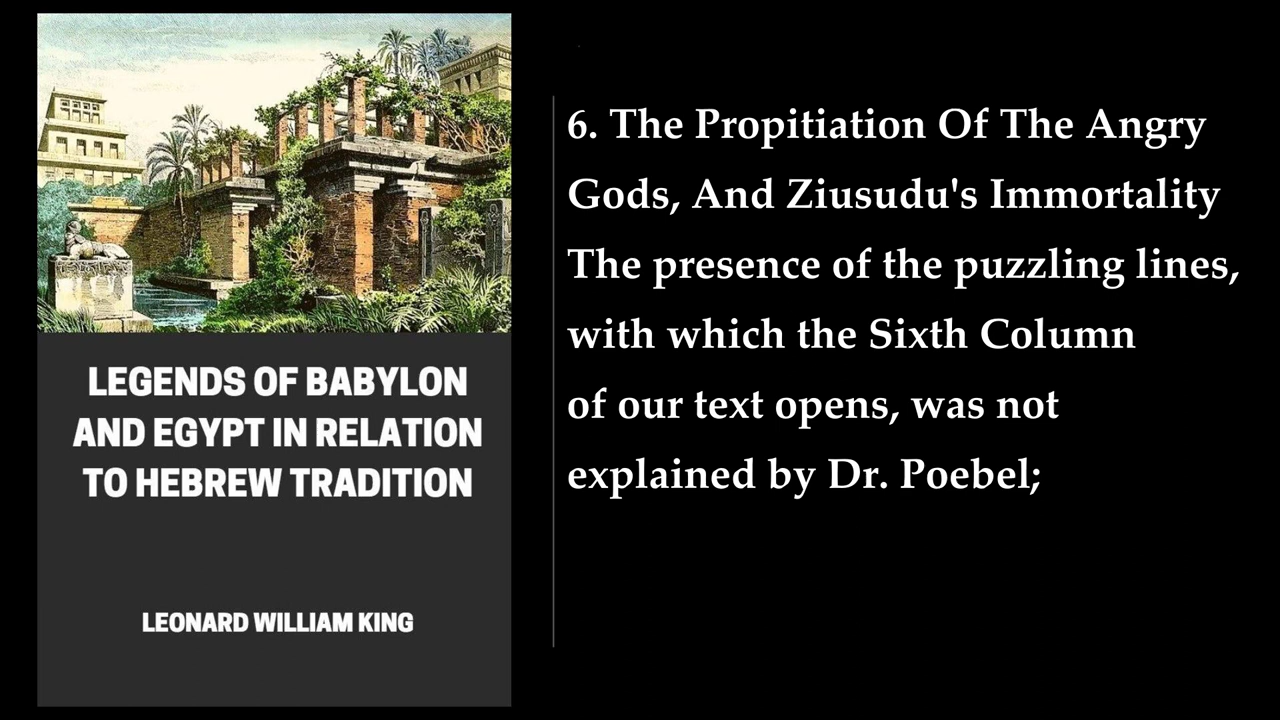 LEGENDS OF BABYLON
AND EGYPT IN RELATION
TO HEBREW TRADITION
LEONARD WILLIAM KING
6. The Propitiation Of The Angry
Gods, And Ziusudu's Immortality
The presence of the puzzling lines,
with which the Sixth Column
of our text opens, was not
explained by Dr. Poebel;